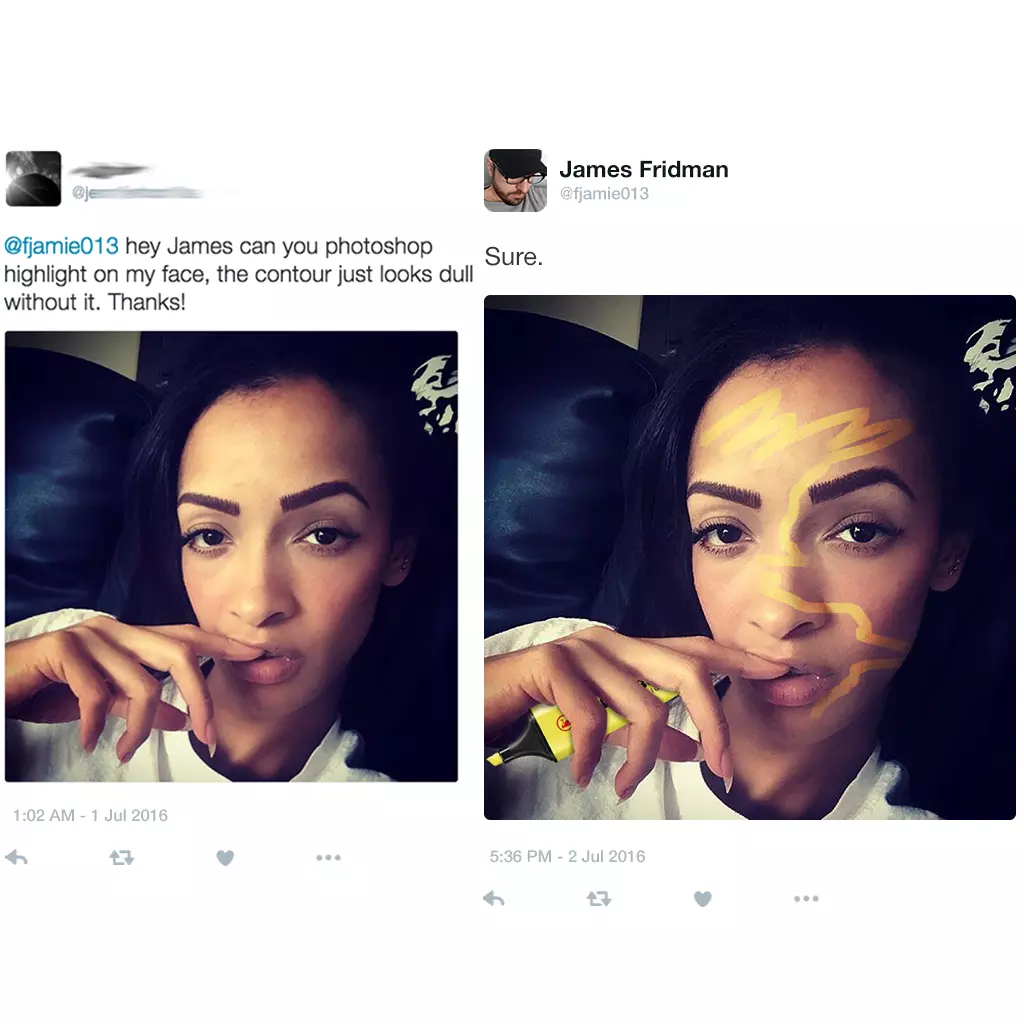 @fjamie013 hey James can you photoshop
highlight on my face, the contour just looks dull
without it. Thanks!
1:02 AM - 1 Jul 2016
James Fridman
@fjamie013
Sure.
5:36 PM - 2 Jul 2016